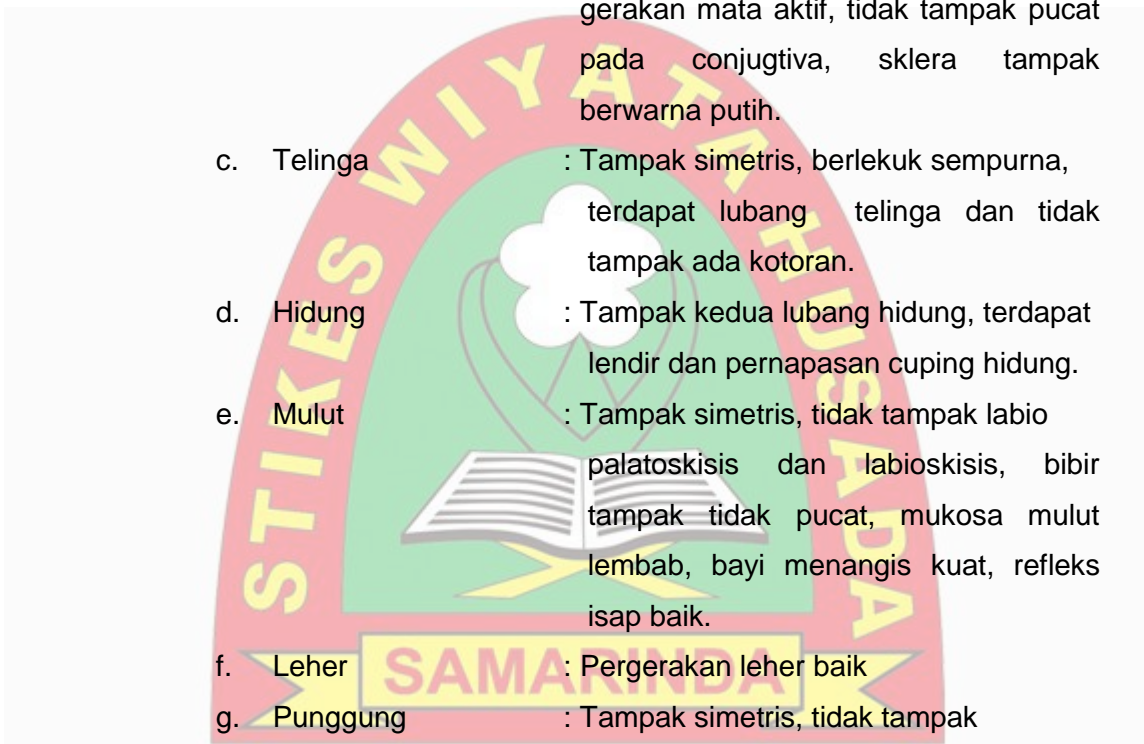 gerakan mata aktif, tidak tampak pucat
pada conjugtiva, sklera tampak
berwarna putih.
c. Telinga : Tampak simetris, berlekuk sempurna,
terdapat lubang telinga dan tidak
tampak ada kotoran.
d. Hidung : Tampak kedua lubang hidung, terdapat
lendir dan pernapasan cuping hidung.
e. Mulut : Tampak simetris, tidak tampak labio
palatoskisis dan labioskisis, bibir
tampak tidak pucat, mukosa mulut
lembab, bayi menangis kuat, refleks
isap baik.
f. Leher : Pergerakan leher baik
g. Punggung : Tampak simetris, tidak tampak
STIKES WIYATA HUSADA
SAMARINDA